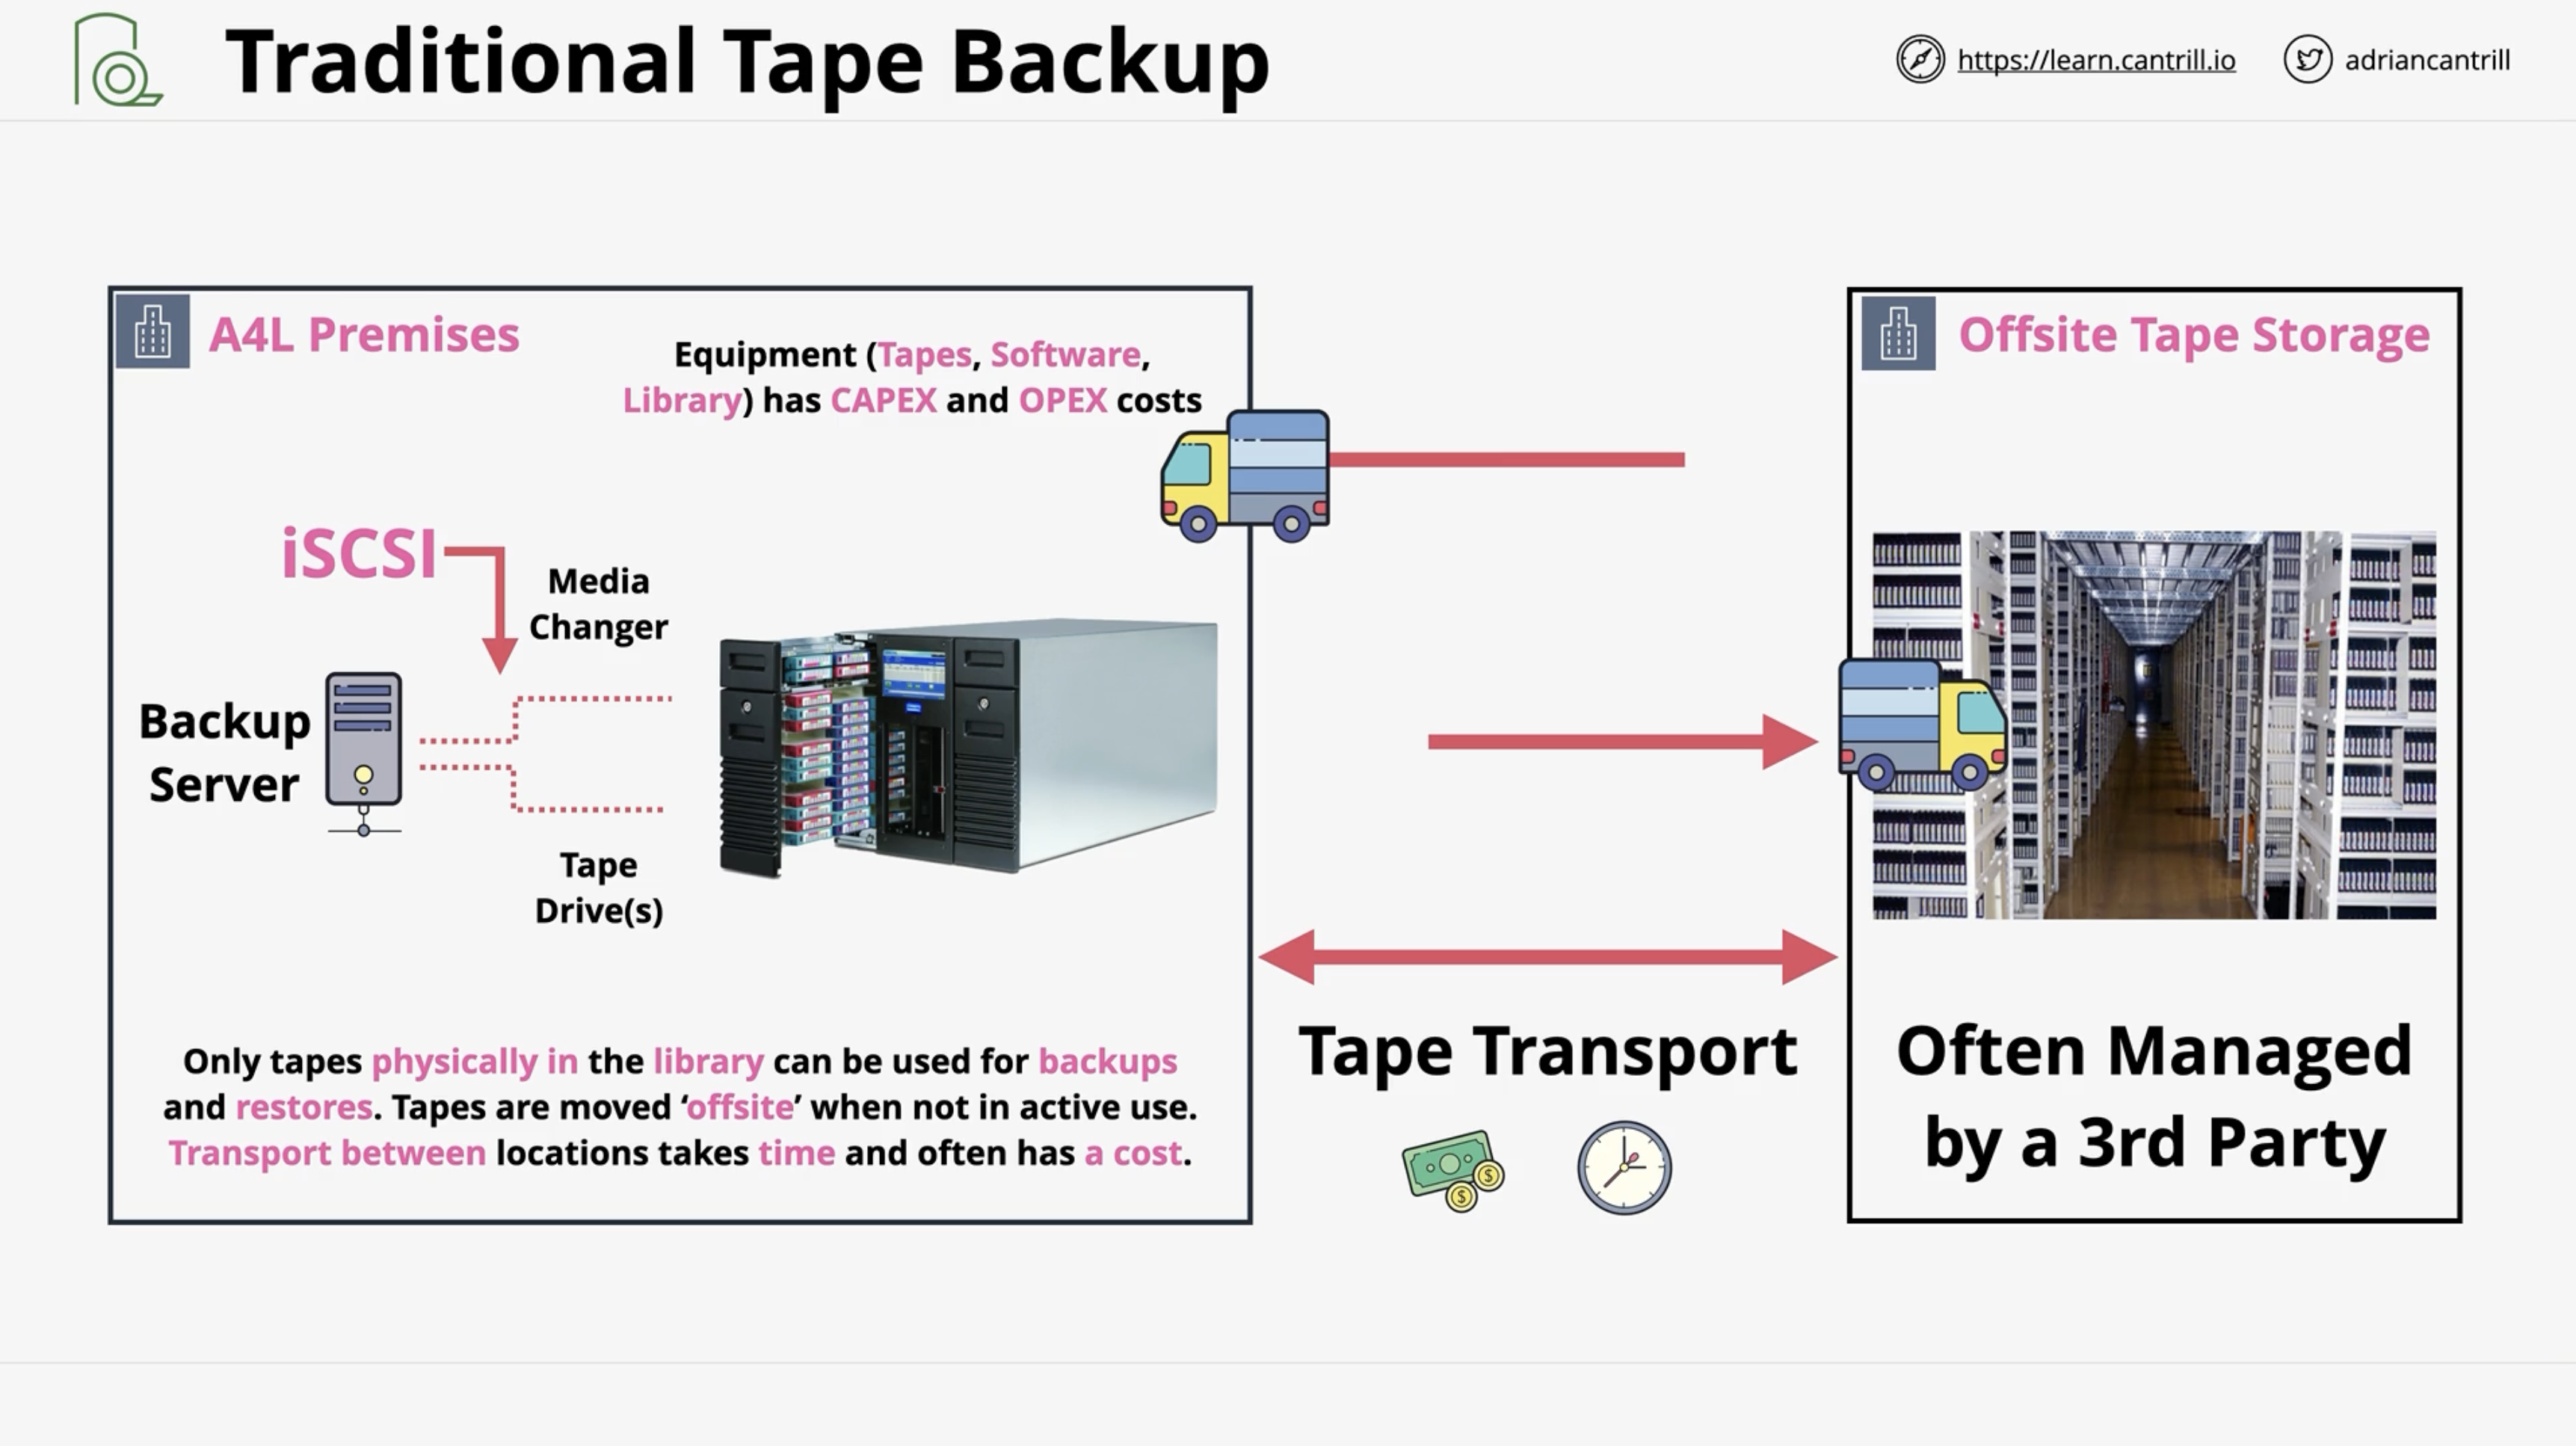 Traditional Tape Backup
https://learn.cantrill.io
adriancantrill
A4L Premises
Equipment (Tapes, Software,
Library) has CAPEX and OPEX costs
iSCSI
Media
Changer
Backup
Server
Tape
Drive(s)
Only tapes physically in the library can be used for backups
and restores. Tapes are moved ‘offsite’ when not in active use.
Transport between locations takes time and often has a cost.
Tape Transport
Offsite Tape Storage
Often Managed
by a 3rd Party